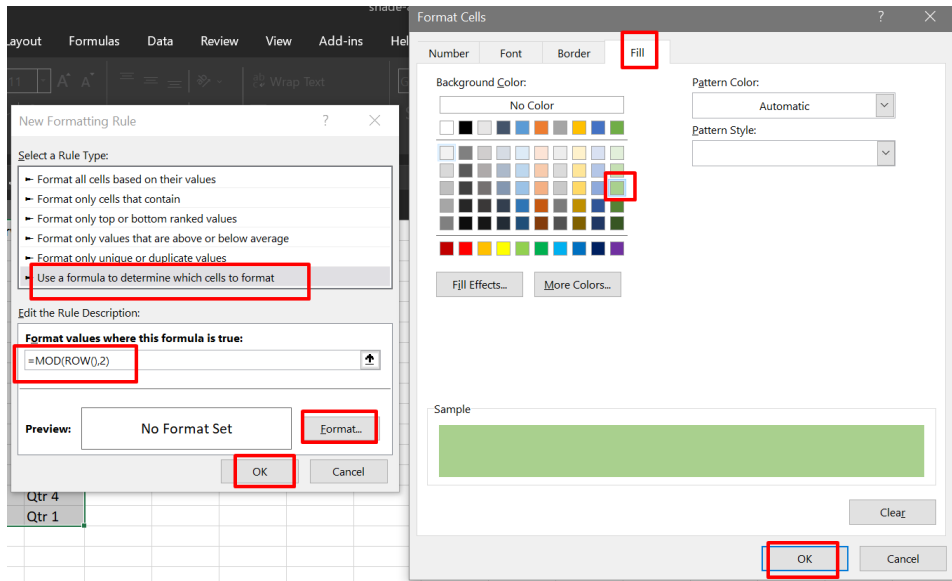 shade-
Layout Formulas Data Review View Add-ins Hel
11 A A Wrap Text
New Formatting Rule ? ×
Select a Rule Type:
► Format all cells based on their values
► Format only cells that contain
► Format only top or bottom ranked values
► Format only values that are above or below average
► Format only unique or duplicate values
► Use a formula to determine which cells to format
Edit the Rule Description:
Format values where this formula is true:
=MOD(ROW(),2)
Preview:
No Format Set
Format...
OK
Cancel
Qtr 4
Qtr 1
Format Cells ? ×
Number Font Border Fill
Background Color:
No Color
Fill Effects...
More Colors...
Pattern Color:
Automatic
Pattern Style:
Sample
Clear
OK
Cancel